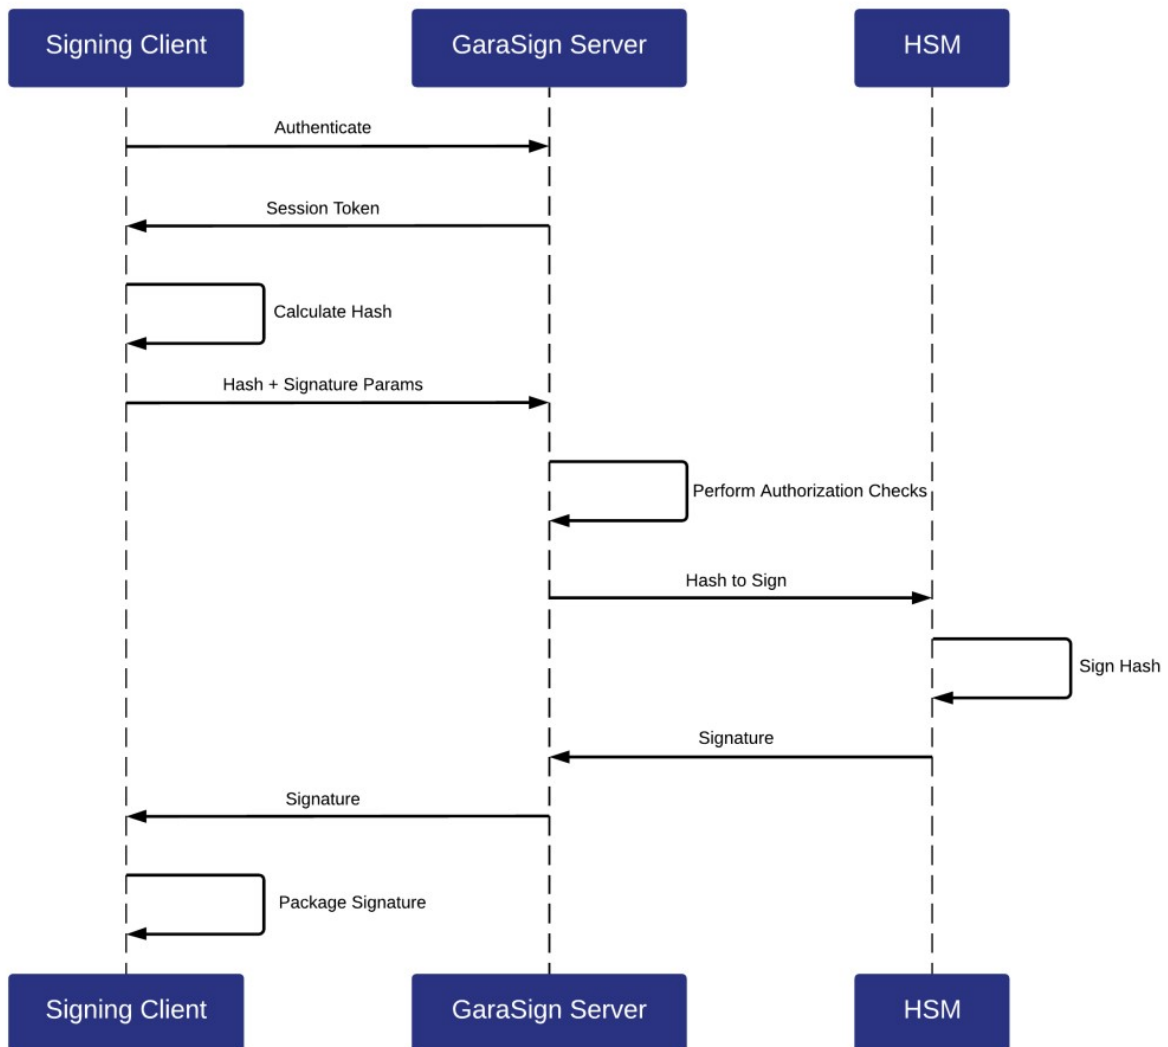 Signing Client
GaraSign Server
HSM
Authenticate
Session Token
Calculate Hash
Hash + Signature Params
Perform Authorization Checks
Hash to Sign
Sign Hash
Signature
Signature
Package Signature
Signing Client
GaraSign Server
HSM